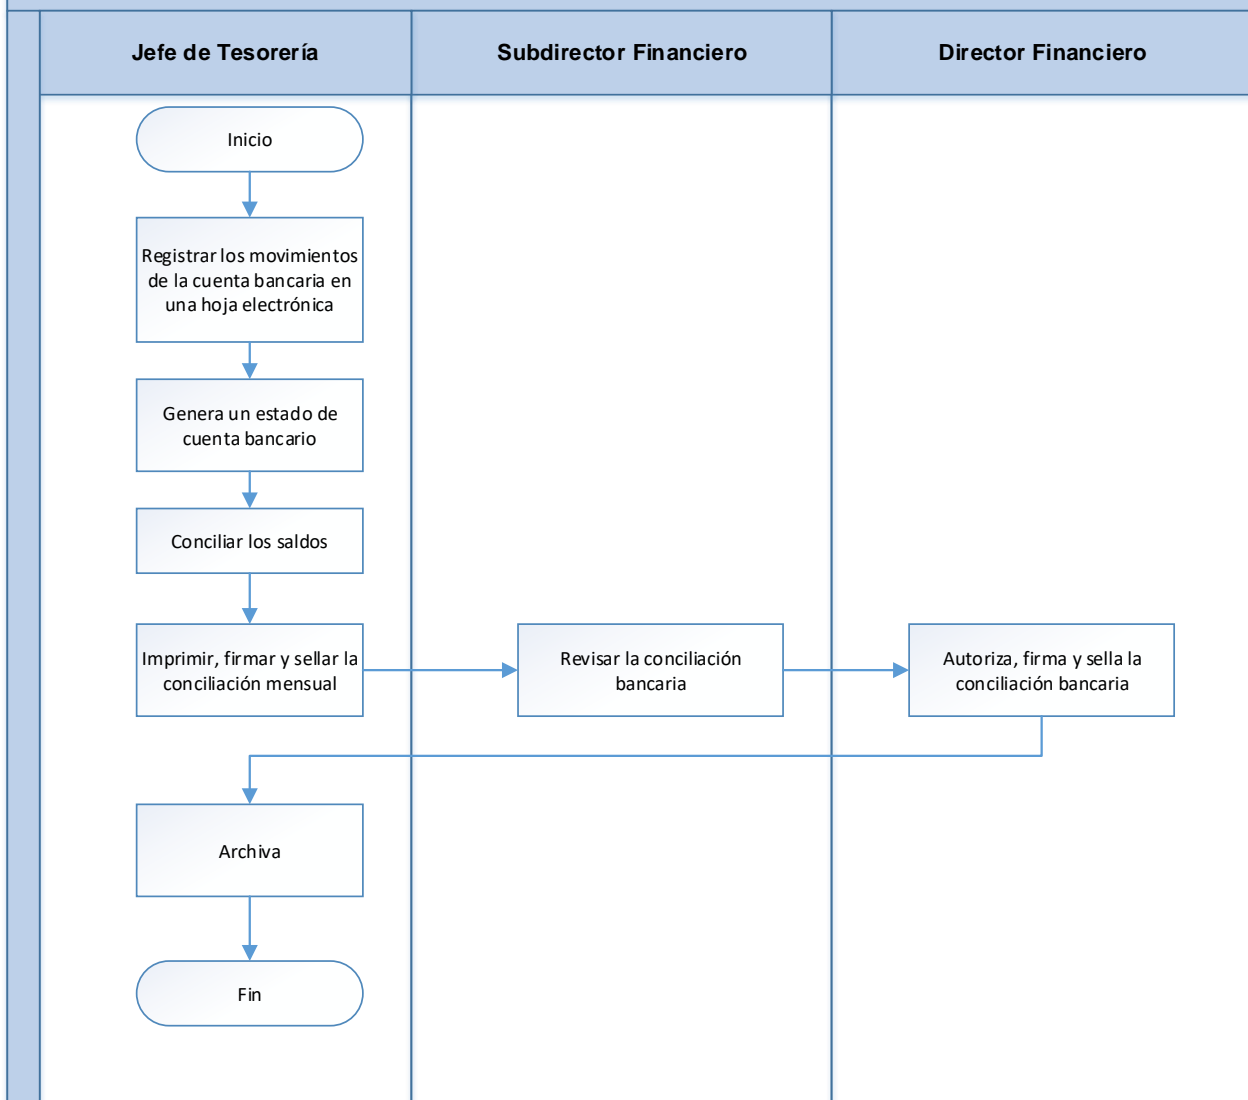 Jefe de Tesorería
Subdirector Financiero
Director Financiero
Inicio
Registrar los movimientos
de la cuenta bancaria en
una hoja electrónica
Genera un estado de
cuenta bancario
Conciliar los saldos
Imprimir, firmar y sellar la
conciliación mensual
Revisar la conciliación
bancaria
Autoriza, firma y sella la
conciliación bancaria
Archiva
Fin